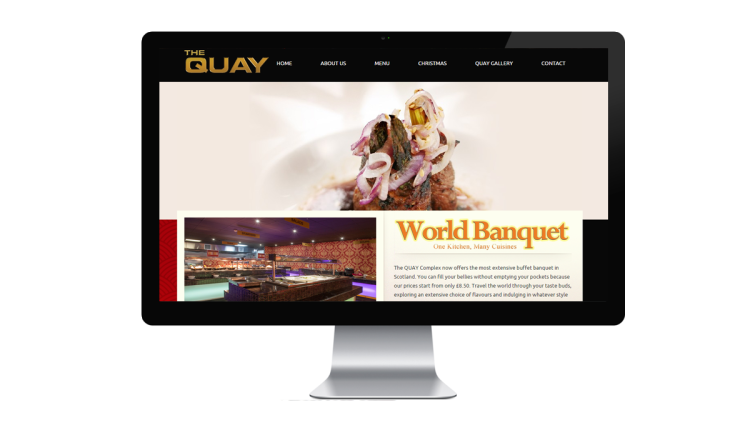 THE
QUAY
HOME ABOUT US MENU CHRISTMAS QUAY GALLERY CONTACT
World Banquet
One Kitchen, Many Cuisines
The QUAY Complex now offers the most extensive buffet banquet in
Scotland. You can fill your bellies without emptying your pockets because
our prices start from only £8.50. Travel the world through your taste buds,
exploring an extensive choice of flavours and indulging in whatever style